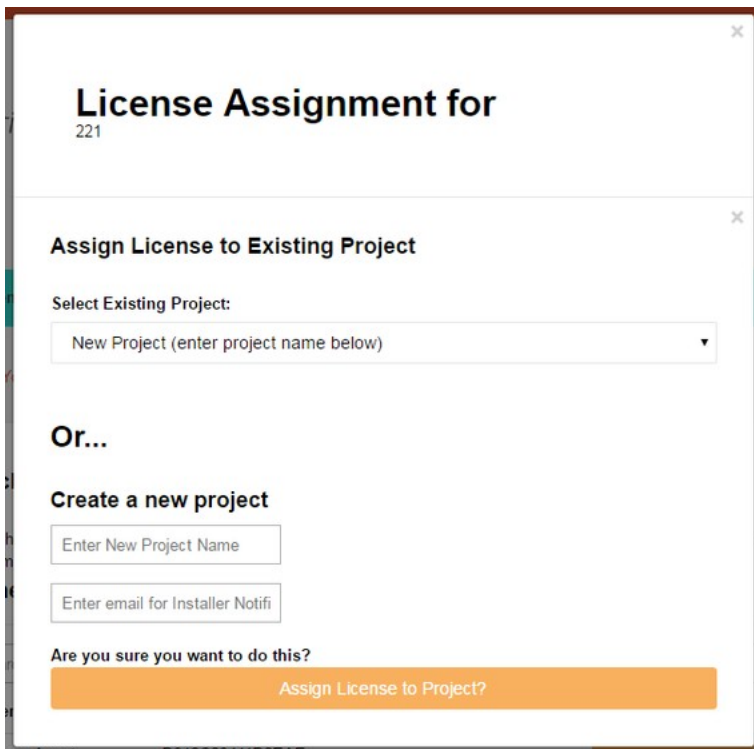 ×
License Assignment for
221
×
Assign License to Existing Project
Select Existing Project:
New Project (enter project name below)
Or...
Create a new project
Enter New Project Name
Enter email for Installer Notifi
Are you sure you want to do this?
Assign License to Project?